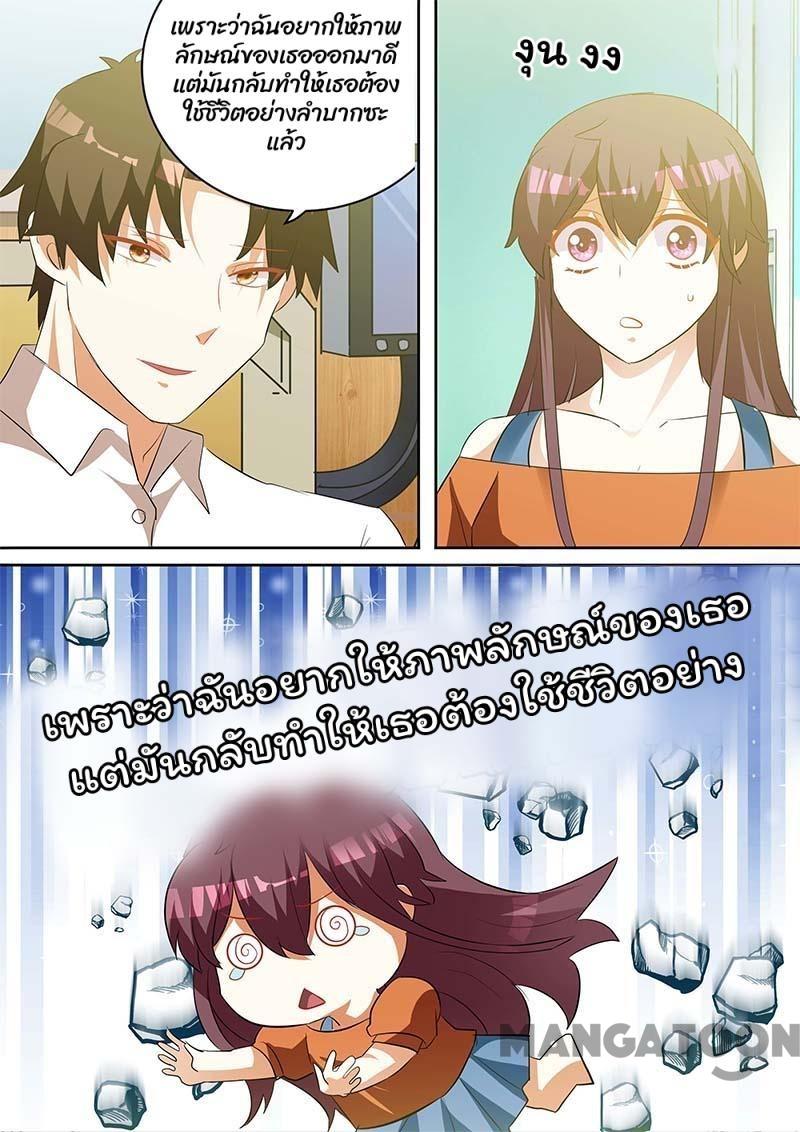 เพราะว่าฉันอยากให้ภาพ
ลักษณ์ของเธอออกมาดี
แต่มันกลับทำให้เธอต้อง
ใช้ชีวิตอย่างลำบากซะ
แล้ว
งุน งง
เพราะว่าฉันอยากให้ภาพลักษณ์ของเธอ
แต่มันกลับทำให้เธอต้องใช้ชีวิตอย่าง
MANGATOON